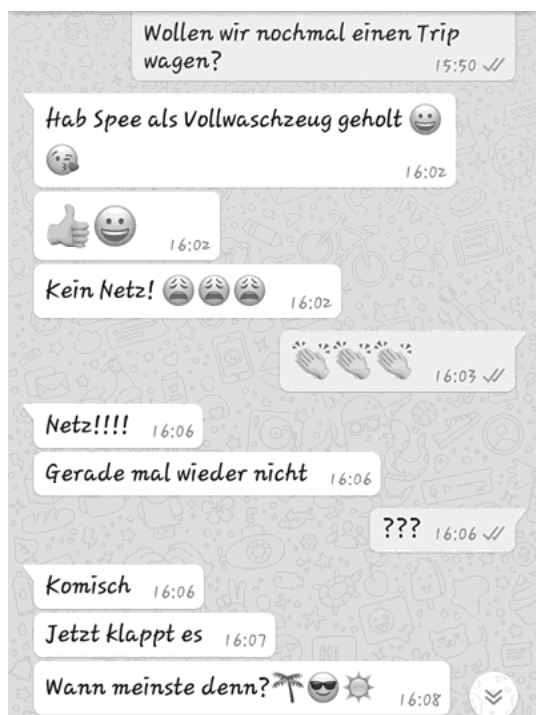 Wollen wir nochmal einen Trip
wagen?
15:50
Hab Spee als Vollwaschzeug geholt 😀
😘
16:02
👍😀 16:02
Kein Netz! 😩😩😩 16:02
👏👏👏 16:03
Netz!!!! 16:06
Gerade mal wieder nicht 16:06
??? 16:06
Komisch 16:06
Jetzt klappt es 16:07
Wann meinste denn?🌴😎☀️ 16:08